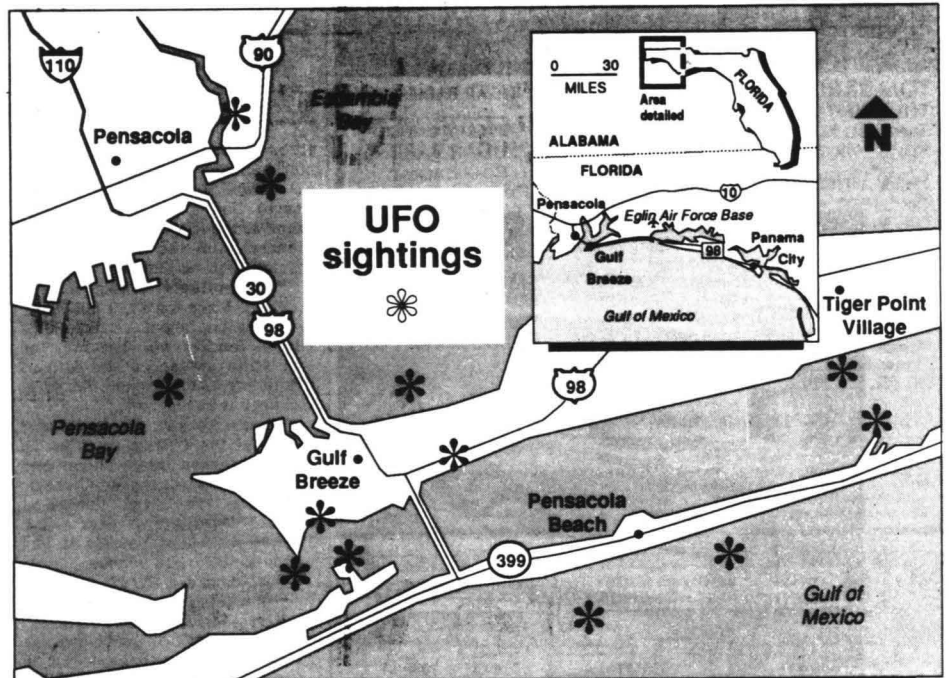 110
90
Escambia
Bay
Pensacola
UFO
sightings
30
98
0 30
MILES
Area
detailed
FLORIDA
N
ALABAMA
FLORIDA
10
Pensacola
Eglin Air Force Base
98
Panama
City
Gulf
Breeze
Gulf of Mexico
Tiger Point
Village
98
Pensacola
Bay
Gulf
Breeze
Pensacola
Beach
399
Gulf of
Mexico